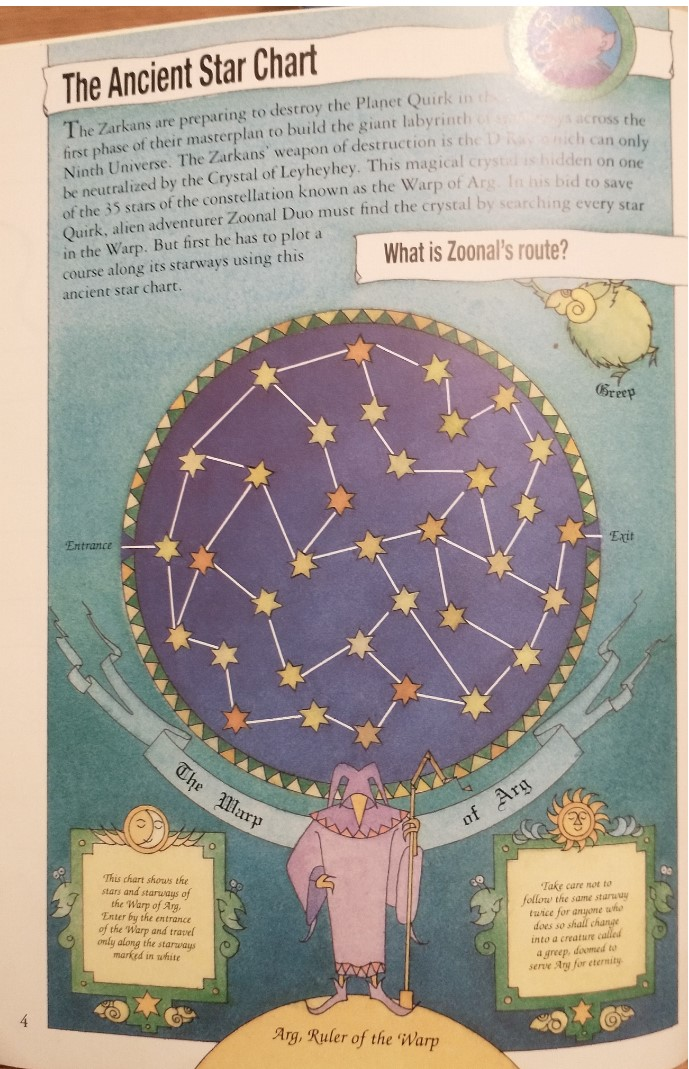 The Ancient Star Chart
The Zarkans are preparing to destroy the Planet Quirk in the
first phase of their masterplan to build the giant labyrinth of across the
Ninth Universe. The Zarkans' weapon of destruction is the D-Ray which can only
be neutralized by the Crystal of Leyheyhey. This magical crystal is hidden on one
of the 35 stars of the constellation known as the Warp of Arg. In his bid to save
Quirk, alien adventurer Zoonal Duo must find the crystal by searching every star
in the Warp. But first he has to plot a
course along its starways using this
ancient star chart.
What is Zoonal's route?
Greep
Entrance
Exit
The Warp
of Arg
This chart shows the
stars and starways of
the Warp of Arg,
Enter by the entrance
of the Warp and travel
only along the starways
marked in white
Take care not to
follow the same starway
twice for anyone who
does so shall change
into a creature called
a greep, doomed to
serve Arg for eternity.
4
Arg, Ruler of the Warp